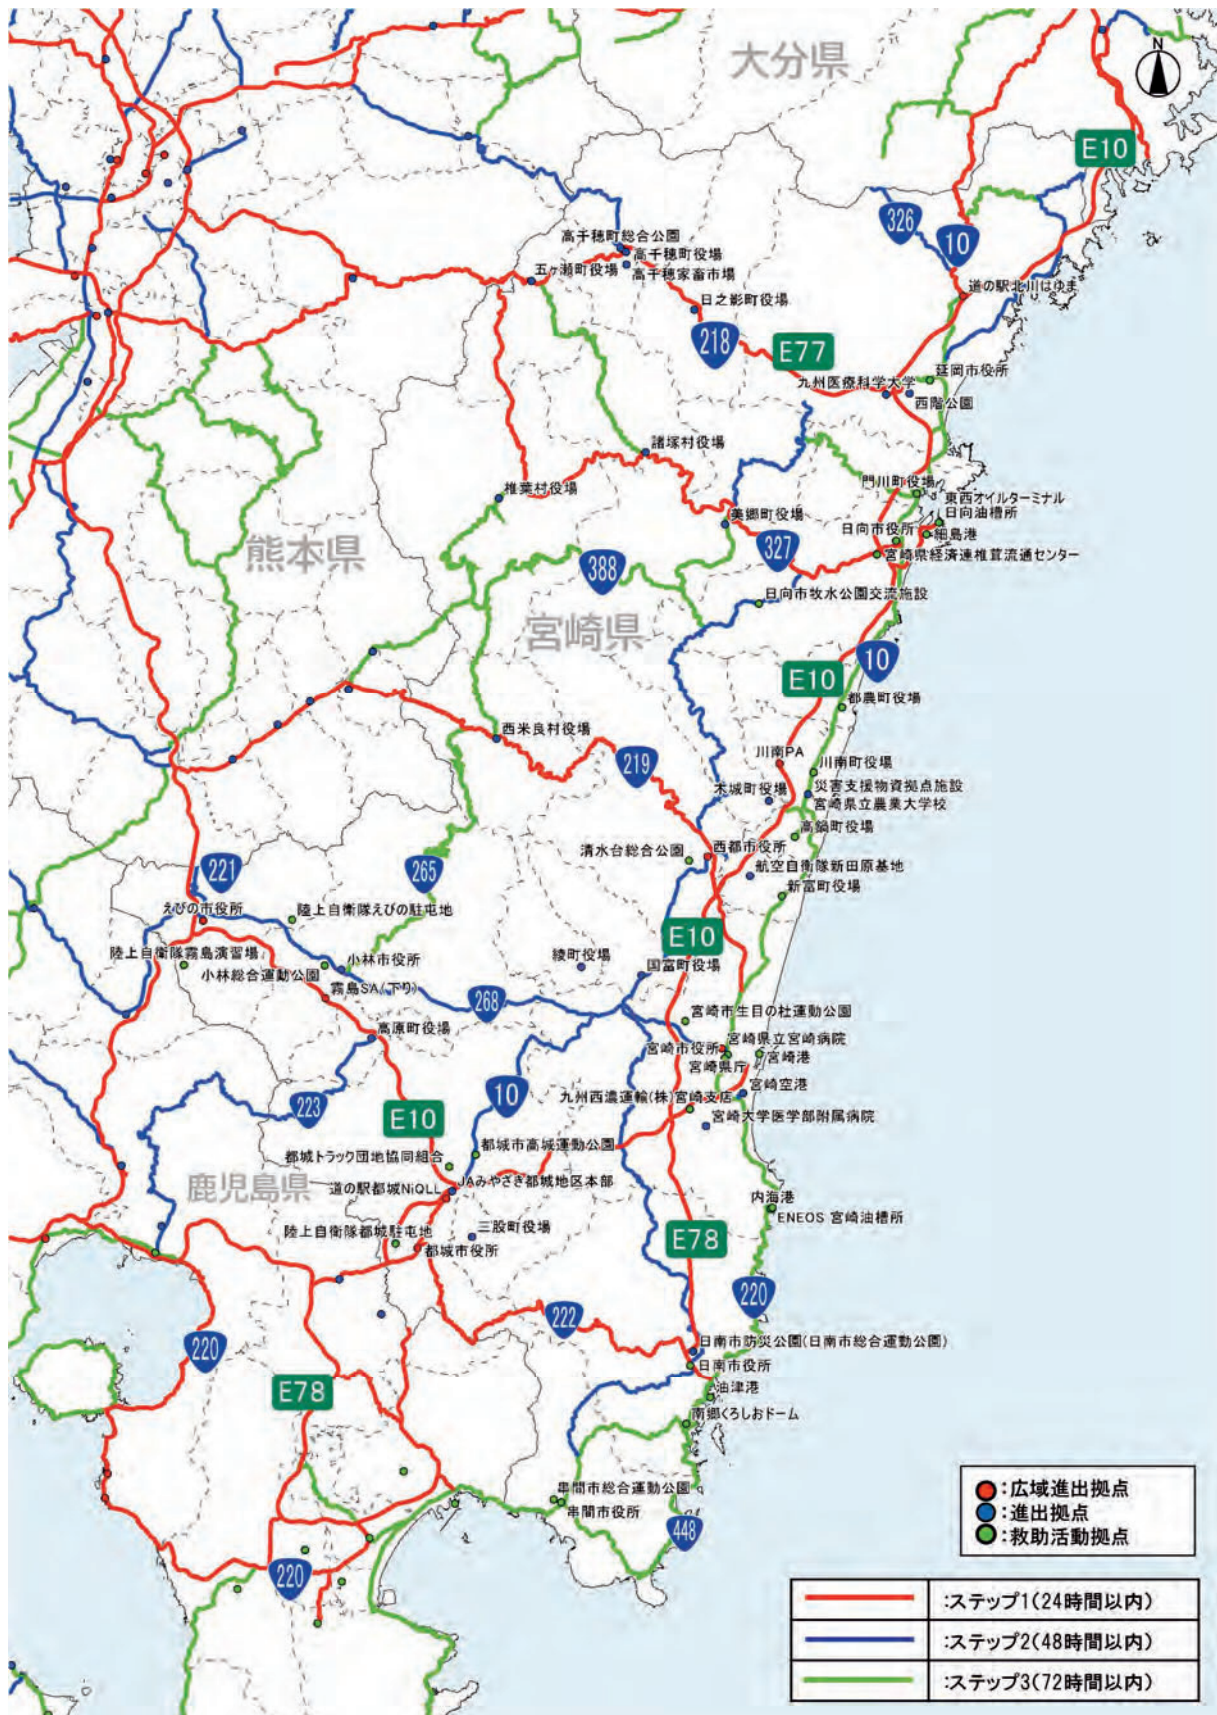 大分県
N
E10
326
10
高千穂町総合公園
高千穂町役場
五ヶ瀬町役場
高千穂家畜市場
道の駅北川はゆま
日之影町役場
218
E77
延岡市役所
九州医療科学大学
西階公園
諸塚村役場
門川町役場
椎葉村役場
東西オイルターミナル
日向油槽所
美郷町役場
日向市役所
細島港
熊本県
327
宮崎県経済連椎茸流通センター
388
日向市牧水公園交流施設
宮崎県
10
E10
都農町役場
西米良村役場
川南PA
219
川南町役場
木城町役場
災害支援物資拠点施設
宮崎県立農業大学校
高鍋町役場
清水台総合公園
西都市役所
221
265
航空自衛隊新田原基地
新富町役場
えびの市役所
陸上自衛隊えびの駐屯地
E10
陸上自衛隊霧島演習場
小林市役所
綾町役場
小林総合運動公園
国富町役場
霧島SA(下り)
268
宮崎市生目の杜運動公園
高原町役場
宮崎県立宮崎病院
宮崎市役所
宮崎港
宮崎県庁
10
宮崎空港
223
九州西濃運輸(株)宮崎支店
E10
宮崎大学医学部附属病院
都城市高城運動公園
都城トラック団地協同組合
鹿児島県
JAみやざき都城地区本部
道の駅都城NiQLL
内海港
ENEOS 宮崎油槽所
三股町役場
陸上自衛隊都城駐屯地
都城市役所
E78
220
222
220
日南市防災公園(日南市総合運動公園)
日南市役所
E78
油津港
南郷くろしおドーム
串間市総合運動公園
串間市役所
448
220
:広域進出拠点
:進出拠点
:救助活動拠点
:ステップ1(24時間以内)
:ステップ2(48時間以内)
:ステップ3(72時間以内)